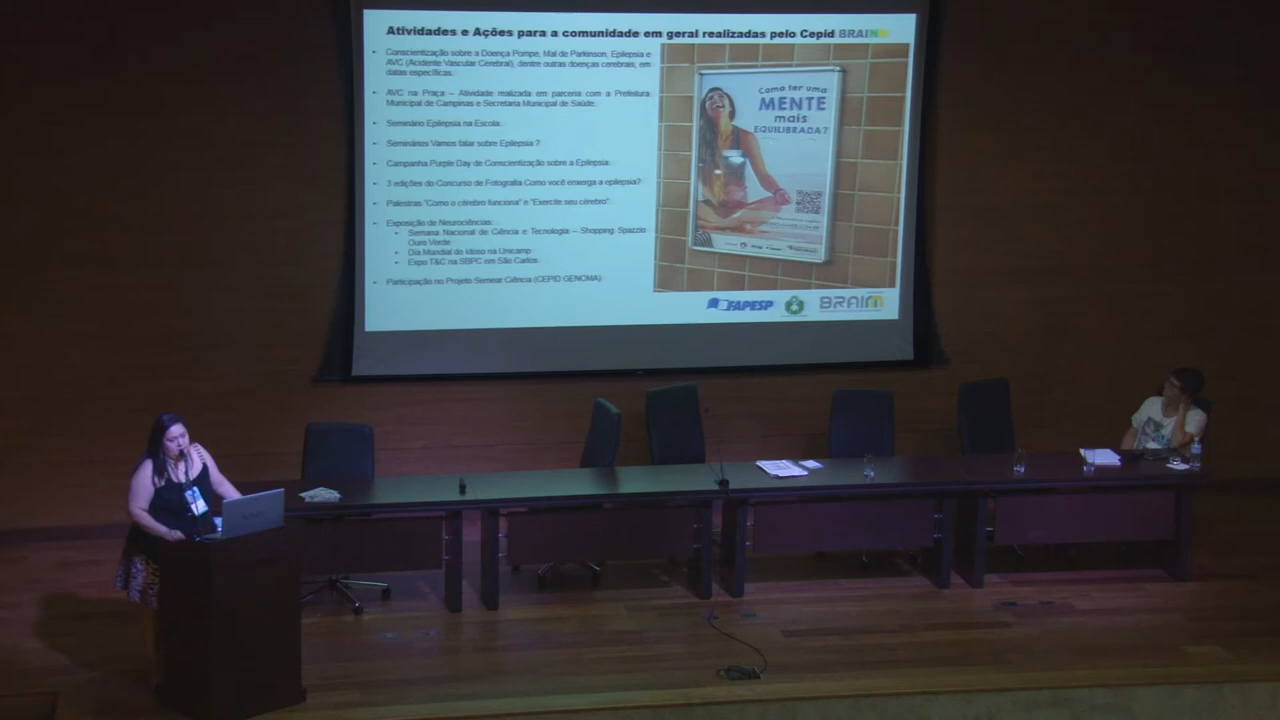 Atividades e Ações para a comunidade em geral realizadas pelo Cepid BRAINN
Conscientização sobre a Doença Pompe, Mal de Parkinson, Epilepsia e
AVC (Acidente Vascular Cerebral), dentre outras doenças cerebrais, em
datas específicas.
AVC na Praça – Atividade realizada em parceria com a Prefeitura
Municipal de Campinas e Secretaria Municipal de Saúde.
Seminário Epilepsia na Escola.
Seminários Vamos falar sobre Epilepsia ?
Campanha Purple Day de Conscientização sobre a Epilepsia.
3 edições do Concurso de Fotografia Como você enxerga a epilepsia?
Palestras "Como o cérebro funciona" e "Exercite seu cérebro".
Exposição de Neurociências:
Semana Nacional de Ciência e Tecnologia – Shopping Spazzio
Ouro Verde
Dia Mundial do Idoso na Unicamp
Expo T&C na SBPC em São Carlos
Participação no Projeto Semear Ciência (CEPID GENOMA)
Como ter uma
MENTE
mais
EQUILIBRADA?
FAPESP
BRAINN